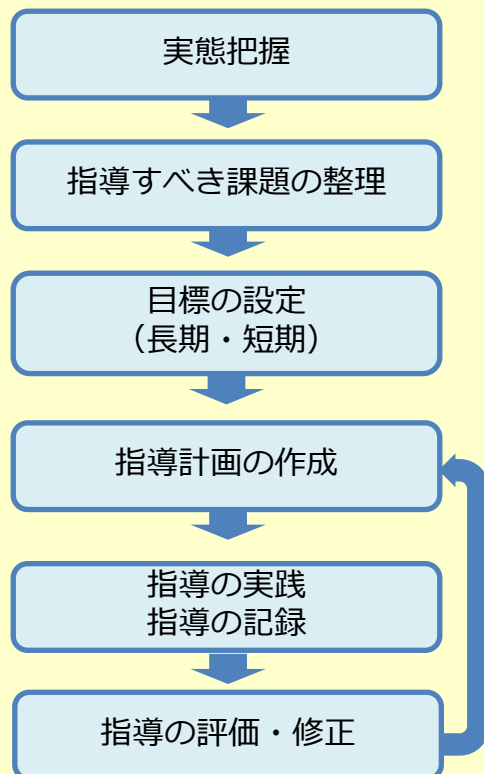 実態把握
指導すべき課題の整理
目標の設定
（長期・短期）
指導計画の作成
指導の実践
指導の記録
指導の評価・修正